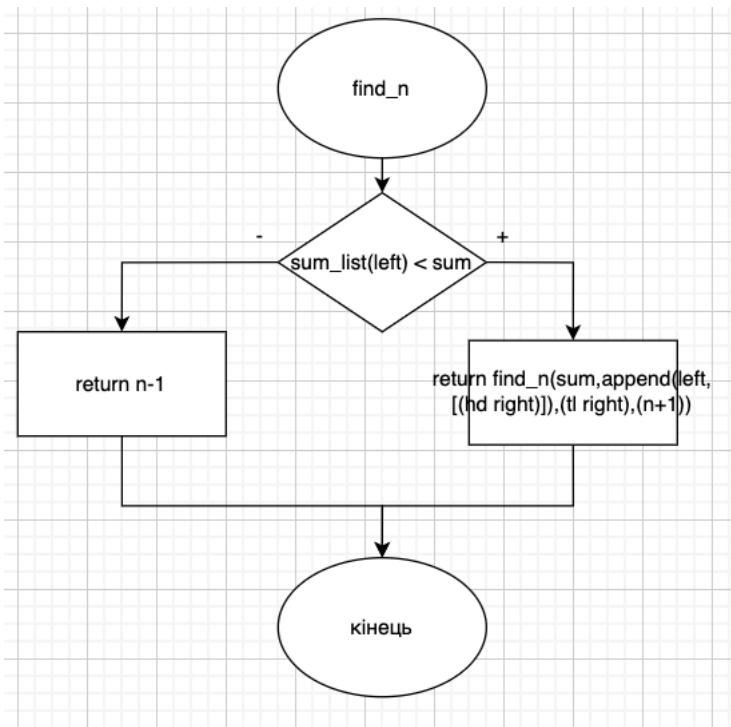 find_n
- +
sum_list(left) < sum
return n-1
return find_n(sum,append(left,
[(hd right)]),(tl right),(n+1))
кінець